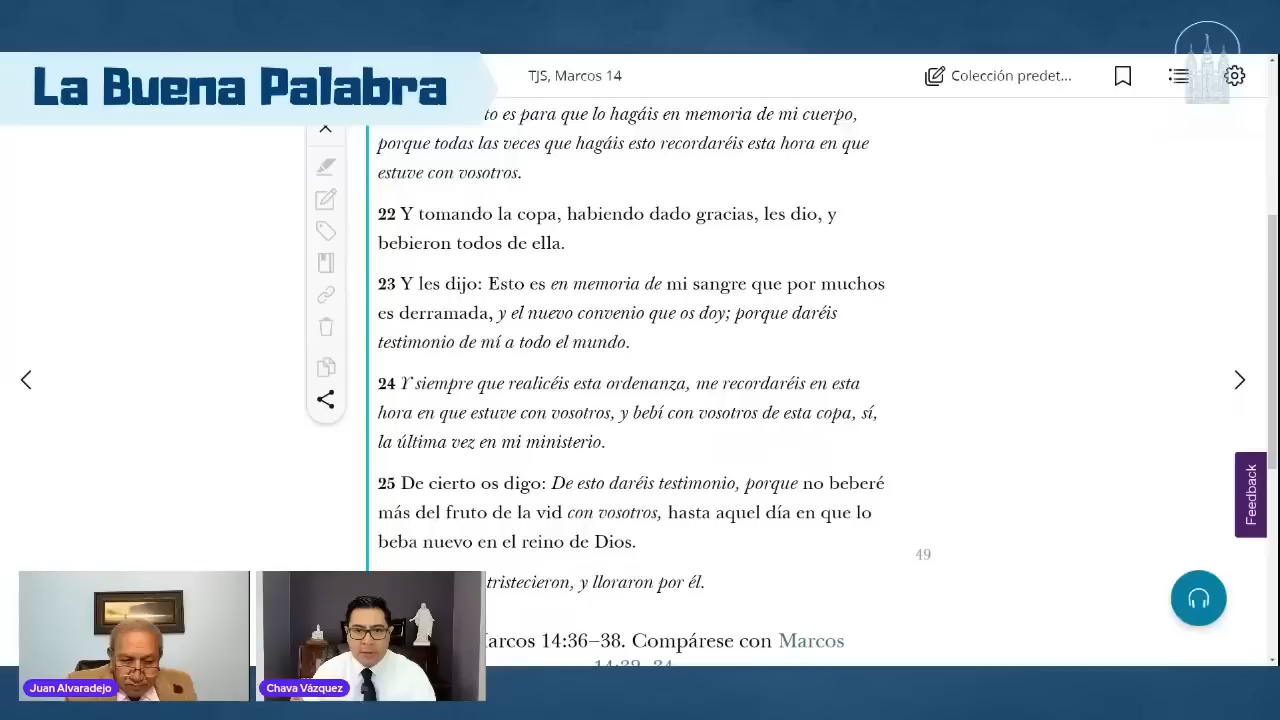 La Buena Palabra
TJS, Marcos 14
Colección predet...
to es para que lo hagáis en memoria de mi cuerpo,
porque todas las veces que hagáis esto recordaréis esta hora en que
estuve con vosotros.
22 Y tomando la copa, habiendo dado gracias, les dio, y
bebieron todos de ella.
23 Y les dijo: Esto es en memoria de mi sangre que por muchos
es derramada, y el nuevo convenio que os doy; porque daréis
testimonio de mí a todo el mundo.
24 Y siempre que realicéis esta ordenanza, me recordaréis en esta
hora en que estuve con vosotros, y bebí con vosotros de esta copa, sí,
la última vez en mi ministerio.
25 De cierto os digo: De esto daréis testimonio, porque no beberé
más del fruto de la vid con vosotros, hasta aquel día en que lo
beba nuevo en el reino de Dios.
49
tristecieron, y lloraron por él.
arcos 14:36–38. Compárese con Marcos
14:32–34
Feedback
Juan Alvaradejo
Chava Vázquez